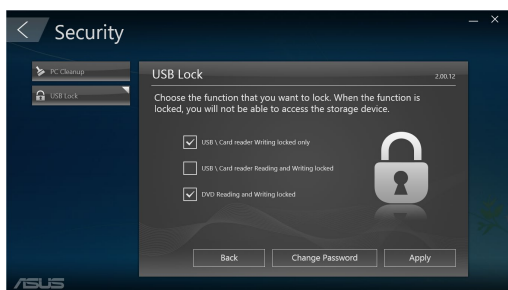 Security
PC Cleanup
USB Lock
USB Lock
2.00.12
Choose the function that you want to lock. When the function is
locked, you will not be able to access the storage device.
USB \ Card reader Writing locked only
USB \ Card reader Reading and Writing locked
DVD Reading and Writing locked
Back
Change Password
Apply
ASUS